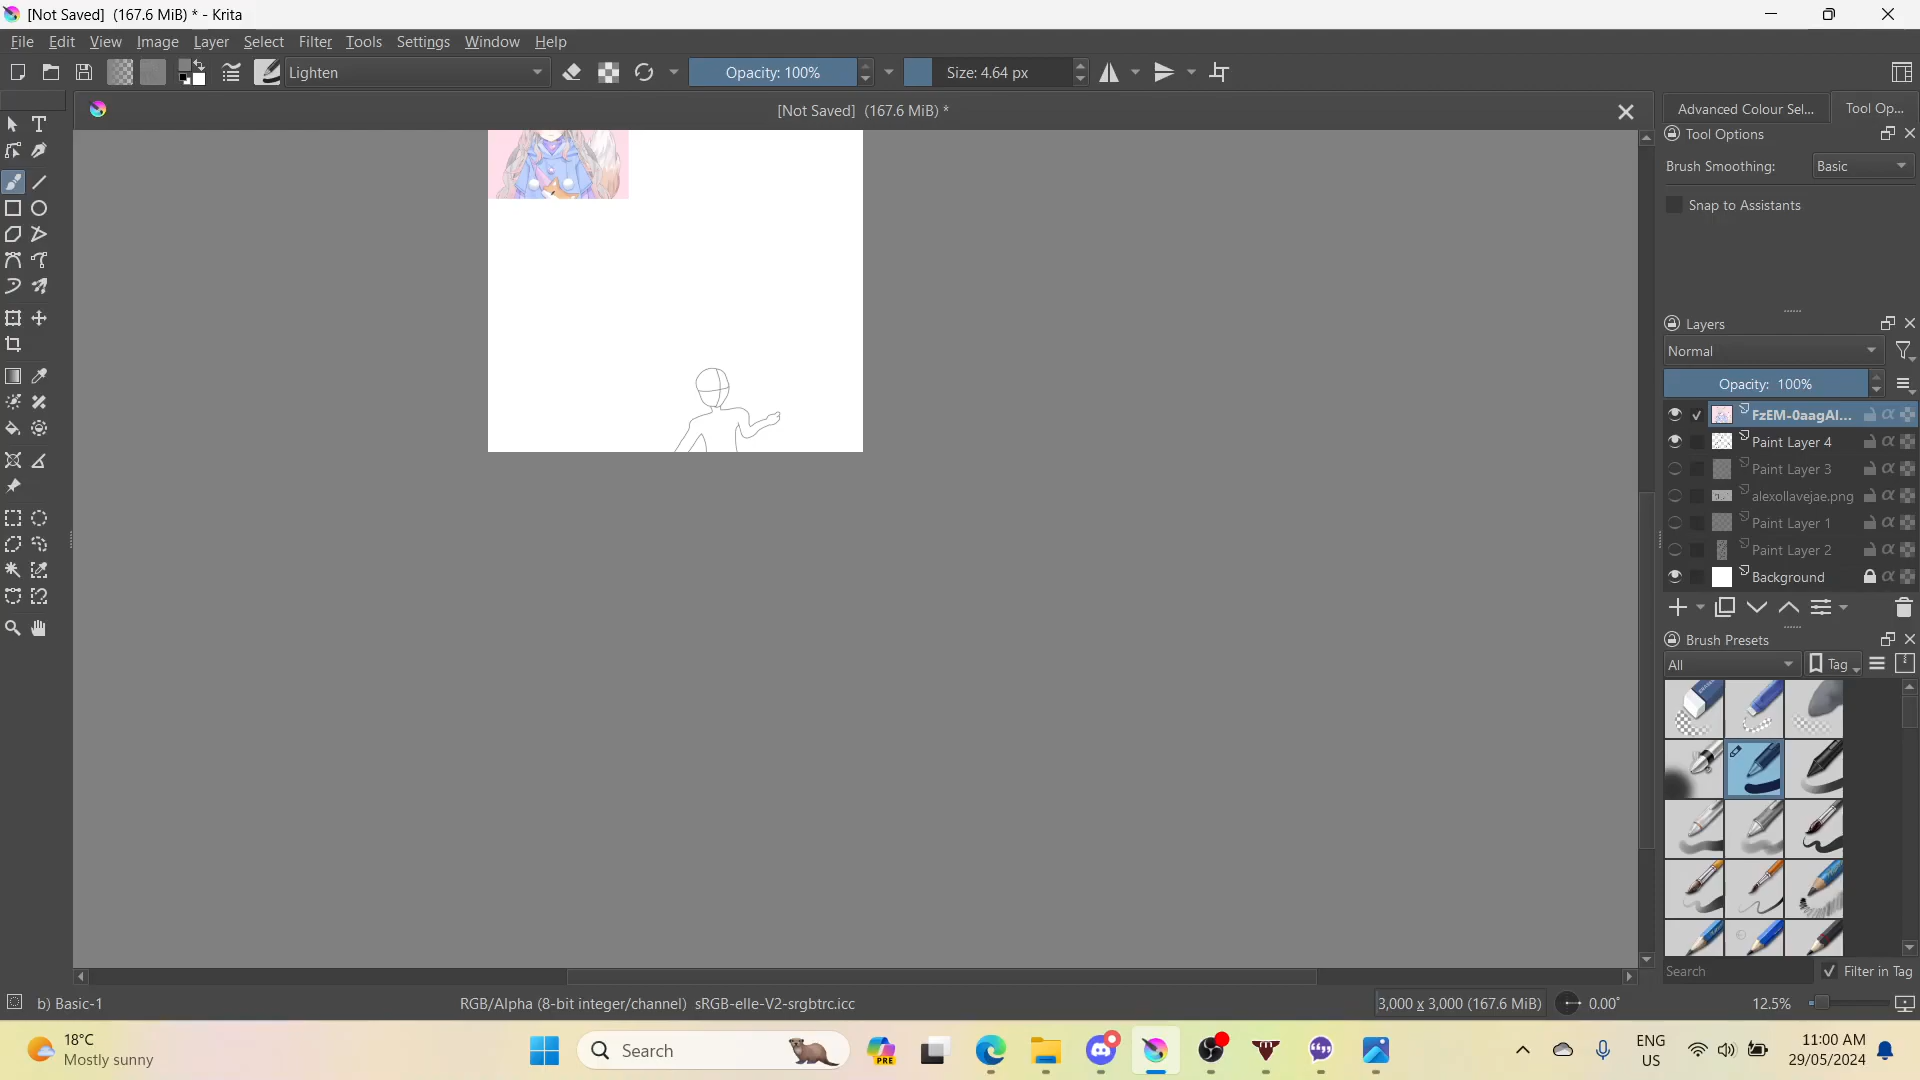 [Not Saved]  (167.6 MiB) * - Krita
File Edit View Image Layer Select Filter Tools Settings Window Help
Lighten Opacity: 100% Size: 4.64 px
[Not Saved]  (167.6 MiB) *
Advanced Colour Sel... Tool Op...
Tool Options
Brush Smoothing: Basic
Snap to Assistants
Layers
Normal
Opacity:  100%
FzEM-0aagAI...
Paint Layer 4
Paint Layer 3
alexollavejae.png
Paint Layer 1
Paint Layer 2
Background
Brush Presets
All Tag
Search Filter in Tag
b) Basic-1 RGB/Alpha (8-bit integer/channel)  sRGB-elle-V2-srgbtrc.icc 3,000 x 3,000 (167.6 MiB) 0.00° 12.5%
18°C
Mostly sunny
Search
PRE
ENG
US
11:00 AM
29/05/2024